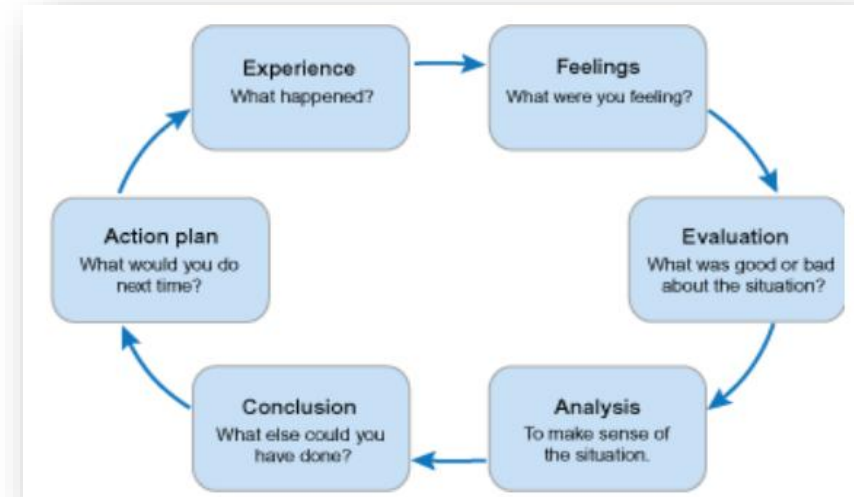 Experience
What happened?
Feelings
What were you feeling?
Evaluation
What was good or bad
about the situation?
Analysis
To make sense of
the situation.
Conclusion
What else could you
have done?
Action plan
What would you do
next time?